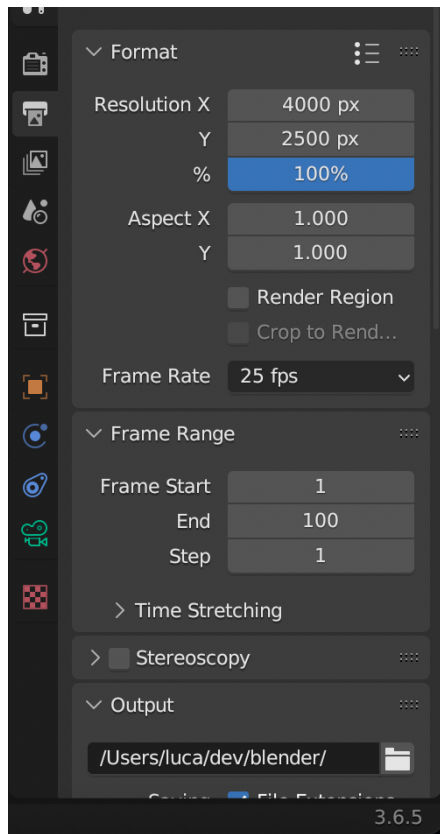 Format
Resolution X 4000 px
Y 2500 px
% 100%
Aspect X 1.000
Y 1.000
Render Region
Crop to Rend...
Frame Rate 25 fps
Frame Range
Frame Start 1
End 100
Step 1
Time Stretching
Stereoscopy
Output
/Users/luca/dev/blender/
Saving File Extensions
3.6.5